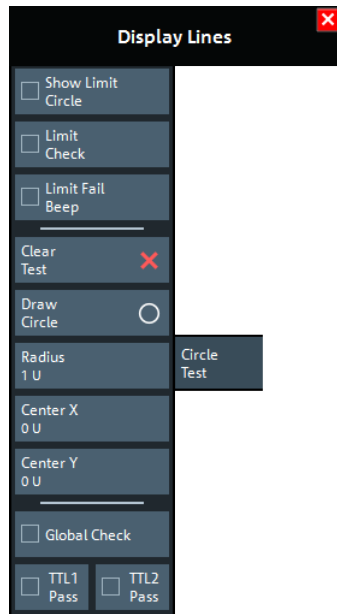 Display Lines
Show Limit
Circle
Limit
Check
Limit Fail
Beep
Clear
Test
Draw
Circle
Radius
1 U
Circle
Test
Center X
0 U
Center Y
0 U
Global Check
TTL1
Pass
TTL2
Pass